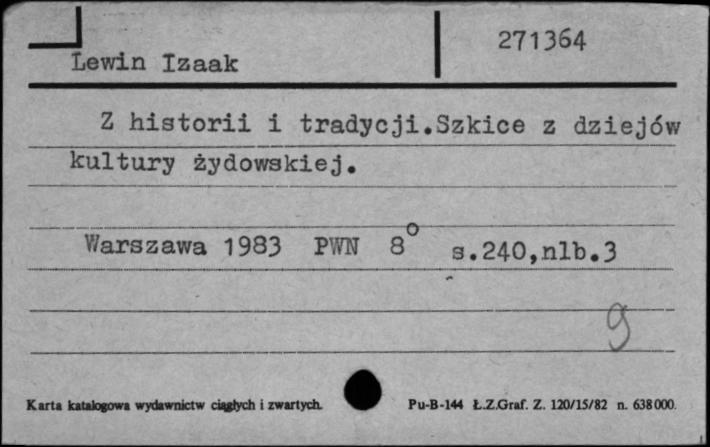 271364
Lewin Izaak
Z historii i tradycji.Szkice z dziejów
kultury żydowskiej.
Warszawa 1983 PWN 8° s.240,nlb.3
9
Karta katalogowa wydawnictw ciągłych i zwartych. Pu-B-144 Ł.Z.Graf. Z. 120/15/82 n. 638000.